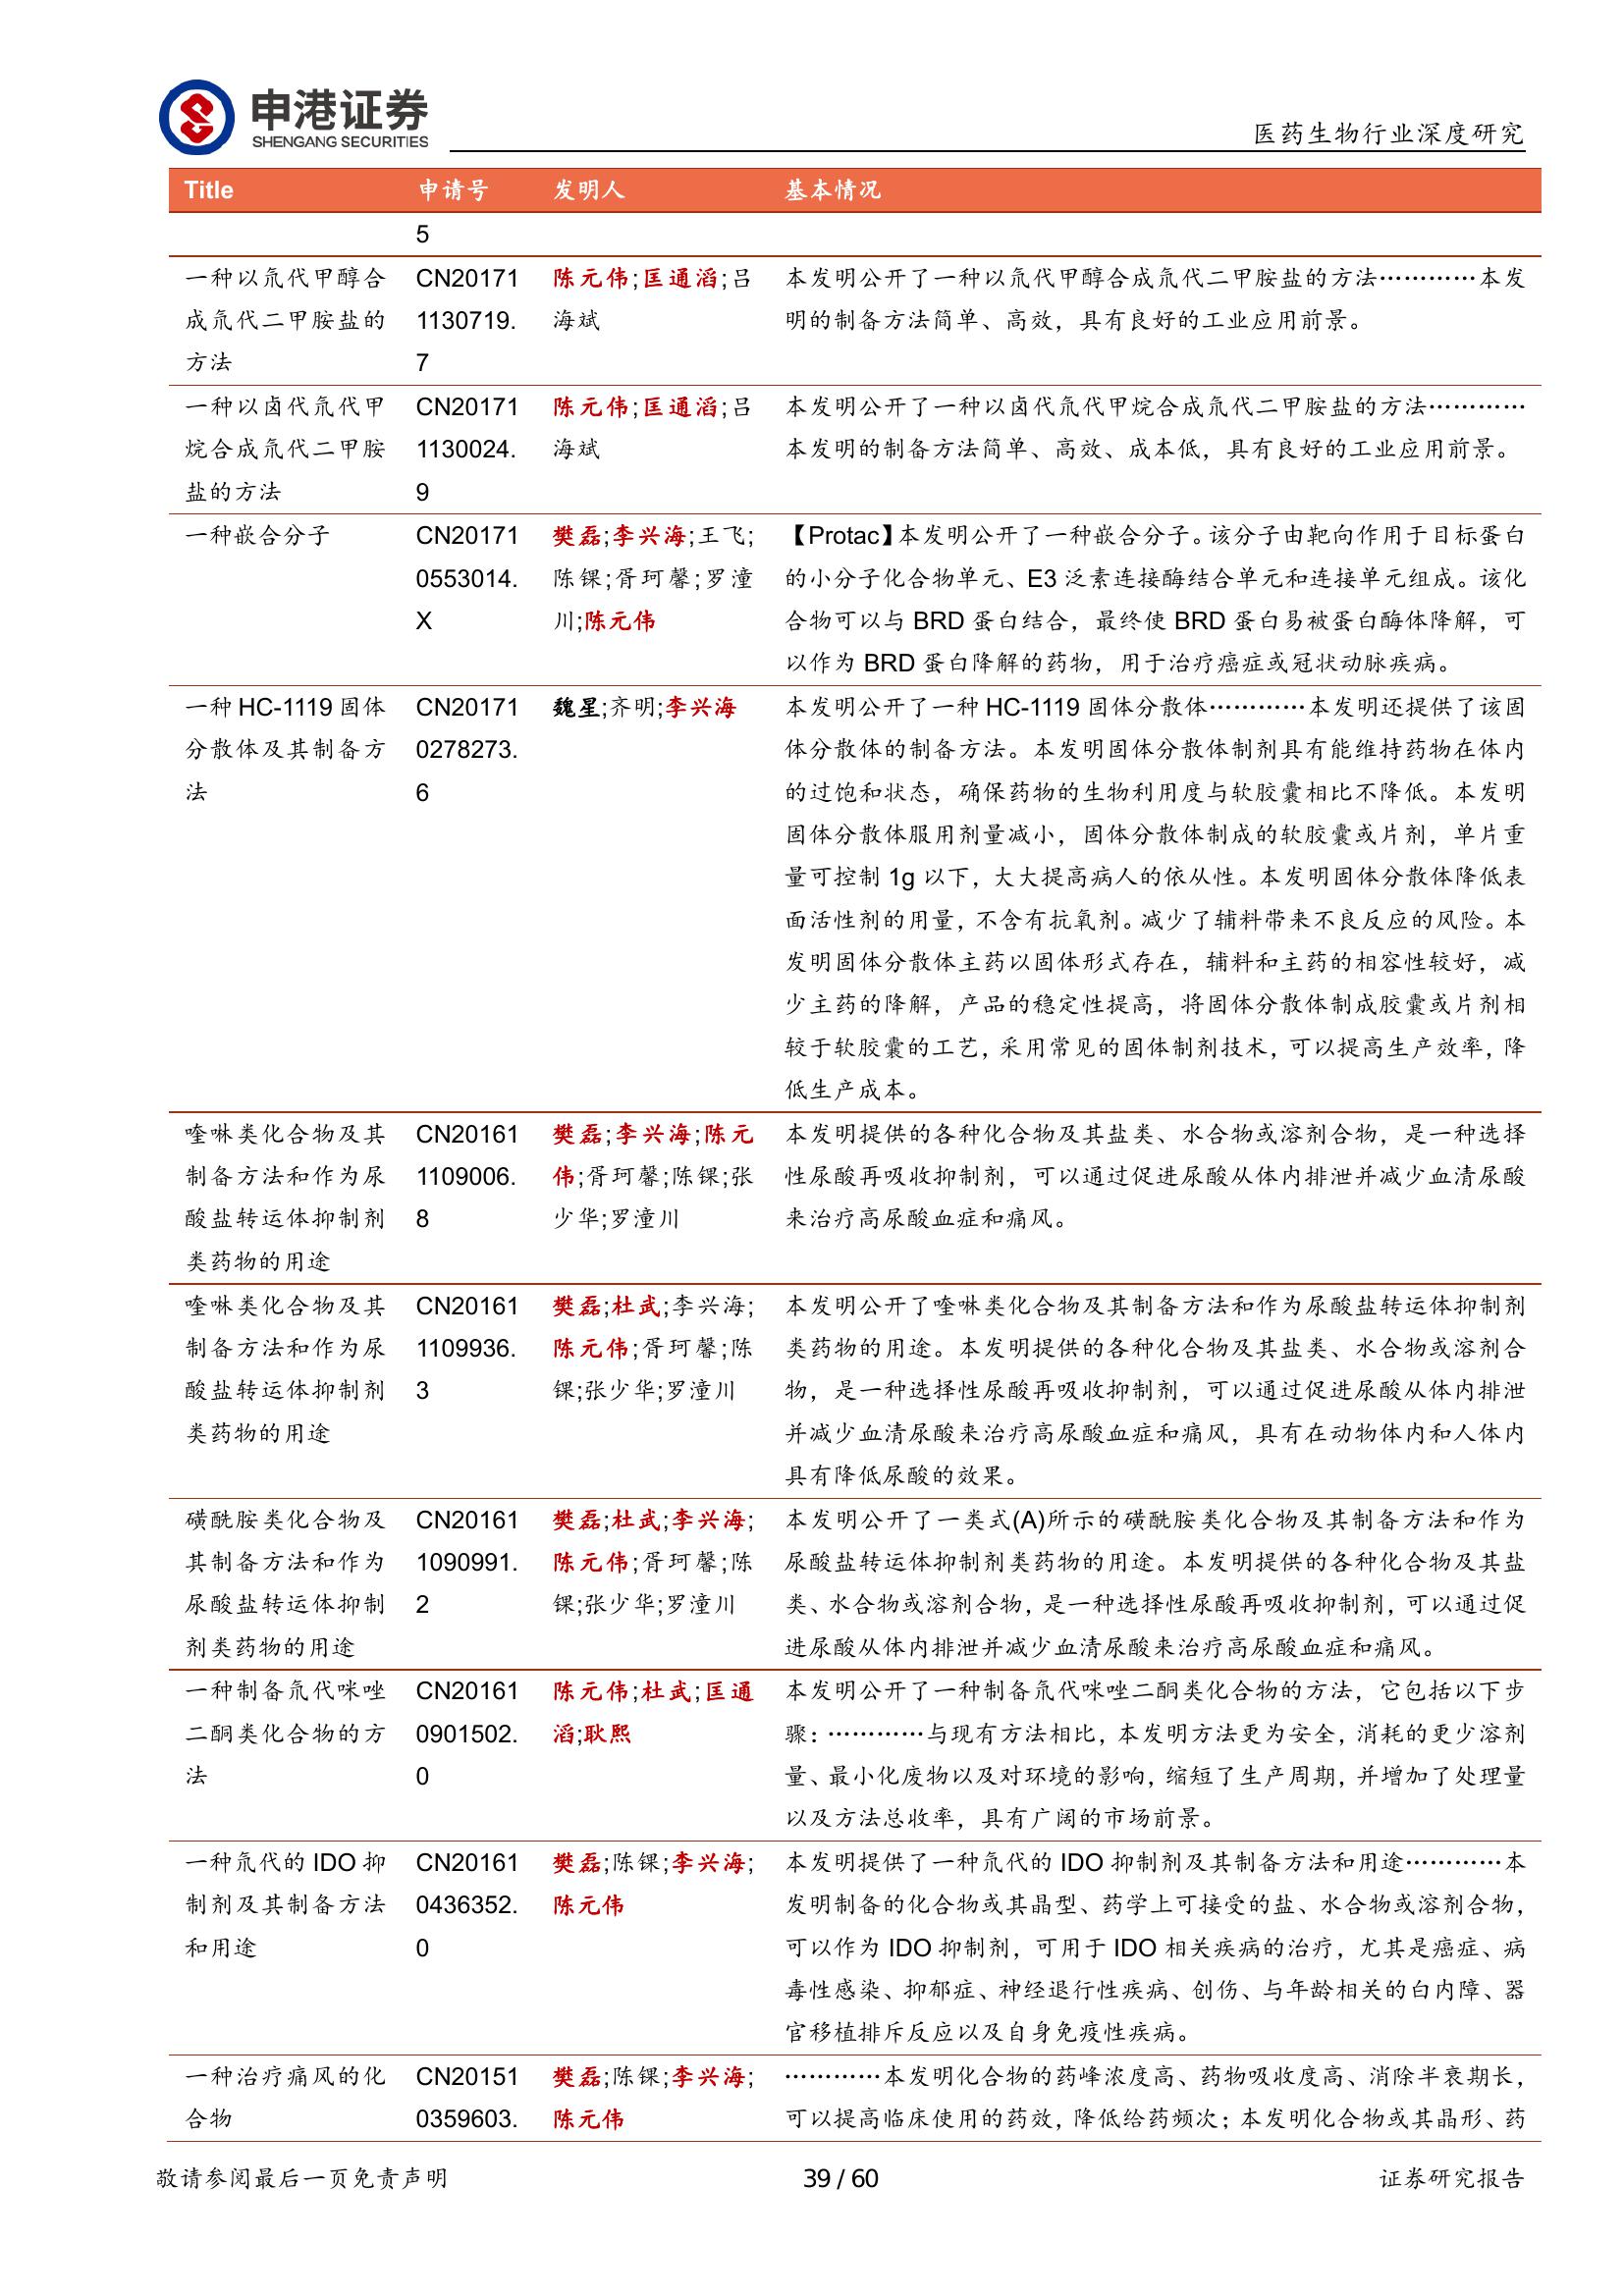 申港证券
SHENGANG SECURITIES
医药生物行业深度研究
Title 申请号 发明人 基本情况
5
一种以氘代甲醇合 CN20171 陈元伟;匡通滔;吕 本发明公开了一种以氘代甲醇合成氘代二甲胺盐的方法…………本发
成氘代二甲胺盐的 1130719. 海斌 明的制备方法简单、高效，具有良好的工业应用前景。
方法 7
一种以卤代氘代甲 CN20171 陈元伟;匡通滔;吕 本发明公开了一种以卤代氘代甲烷合成氘代二甲胺盐的方法…………
烷合成氘代二甲胺 1130024. 海斌 本发明的制备方法简单、高效、成本低，具有良好的工业应用前景。
盐的方法 9
一种嵌合分子 CN20171 樊磊;李兴海;王飞; 【Protac】本发明公开了一种嵌合分子。该分子由靶向作用于目标蛋白
0553014. 陈锞;胥珂馨;罗潼 的小分子化合物单元、E3 泛素连接酶结合单元和连接单元组成。该化
X 川;陈元伟 合物可以与 BRD 蛋白结合，最终使 BRD 蛋白易被蛋白酶体降解，可
以作为 BRD 蛋白降解的药物，用于治疗癌症或冠状动脉疾病。
一种 HC-1119 固体 CN20171 魏星;齐明;李兴海 本发明公开了一种 HC-1119 固体分散体…………本发明还提供了该固
分散体及其制备方 0278273. 体分散体的制备方法。本发明固体分散体制剂具有能维持药物在体内
法 6 的过饱和状态，确保药物的生物利用度与软胶囊相比不降低。本发明
固体分散体服用剂量减小，固体分散体制成的软胶囊或片剂，单片重
量可控制 1g 以下，大大提高病人的依从性。本发明固体分散体降低表
面活性剂的用量，不含有抗氧剂。减少了辅料带来不良反应的风险。本
发明固体分散体主药以固体形式存在，辅料和主药的相容性较好，减
少主药的降解，产品的稳定性提高，将固体分散体制成胶囊或片剂相
较于软胶囊的工艺，采用常见的固体制剂技术，可以提高生产效率，降
低生产成本。
喹啉类化合物及其 CN20161 樊磊;李兴海;陈元 本发明提供的各种化合物及其盐类、水合物或溶剂合物，是一种选择
制备方法和作为尿 1109006. 伟;胥珂馨;陈锞;张 性尿酸再吸收抑制剂，可以通过促进尿酸从体内排泄并减少血清尿酸
酸盐转运体抑制剂 8 少华;罗潼川 来治疗高尿酸血症和痛风。
类药物的用途
喹啉类化合物及其 CN20161 樊磊;杜武;李兴海; 本发明公开了喹啉类化合物及其制备方法和作为尿酸盐转运体抑制剂
制备方法和作为尿 1109936. 陈元伟;胥珂馨;陈 类药物的用途。本发明提供的各种化合物及其盐类、水合物或溶剂合
酸盐转运体抑制剂 3 锞;张少华;罗潼川 物，是一种选择性尿酸再吸收抑制剂，可以通过促进尿酸从体内排泄
类药物的用途 并减少血清尿酸来治疗高尿酸血症和痛风，具有在动物体内和人体内
具有降低尿酸的效果。
磺酰胺类化合物及 CN20161 樊磊;杜武;李兴海; 本发明公开了一类式(A)所示的磺酰胺类化合物及其制备方法和作为
其制备方法和作为 1090991. 陈元伟;胥珂馨;陈 尿酸盐转运体抑制剂类药物的用途。本发明提供的各种化合物及其盐
尿酸盐转运体抑制 2 锞;张少华;罗潼川 类、水合物或溶剂合物，是一种选择性尿酸再吸收抑制剂，可以通过促
剂类药物的用途 进尿酸从体内排泄并减少血清尿酸来治疗高尿酸血症和痛风。
一种制备氘代咪唑 CN20161 陈元伟;杜武;匡通 本发明公开了一种制备氘代咪唑二酮类化合物的方法，它包括以下步
二酮类化合物的方 0901502. 滔;耿熙 骤：…………与现有方法相比，本发明方法更为安全，消耗的更少溶剂
法 0 量、最小化废物以及对环境的影响，缩短了生产周期，并增加了处理量
以及方法总收率，具有广阔的市场前景。
一种氘代的 IDO 抑 CN20161 樊磊;陈锞;李兴海; 本发明提供了一种氘代的 IDO 抑制剂及其制备方法和用途…………本
制剂及其制备方法 0436352. 陈元伟 发明制备的化合物或其晶型、药学上可接受的盐、水合物或溶剂合物，
和用途 0 可以作为 IDO 抑制剂，可用于 IDO 相关疾病的治疗，尤其是癌症、病
毒性感染、抑郁症、神经退行性疾病、创伤、与年龄相关的白内障、器
官移植排斥反应以及自身免疫性疾病。
一种治疗痛风的化 CN20151 樊磊;陈锞;李兴海; …………本发明化合物的药峰浓度高、药物吸收度高、消除半衰期长，
合物 0359603. 陈元伟 可以提高临床使用的药效，降低给药频次；本发明化合物或其晶形、药
敬请参阅最后一页免责声明 39 / 60 证券研究报告